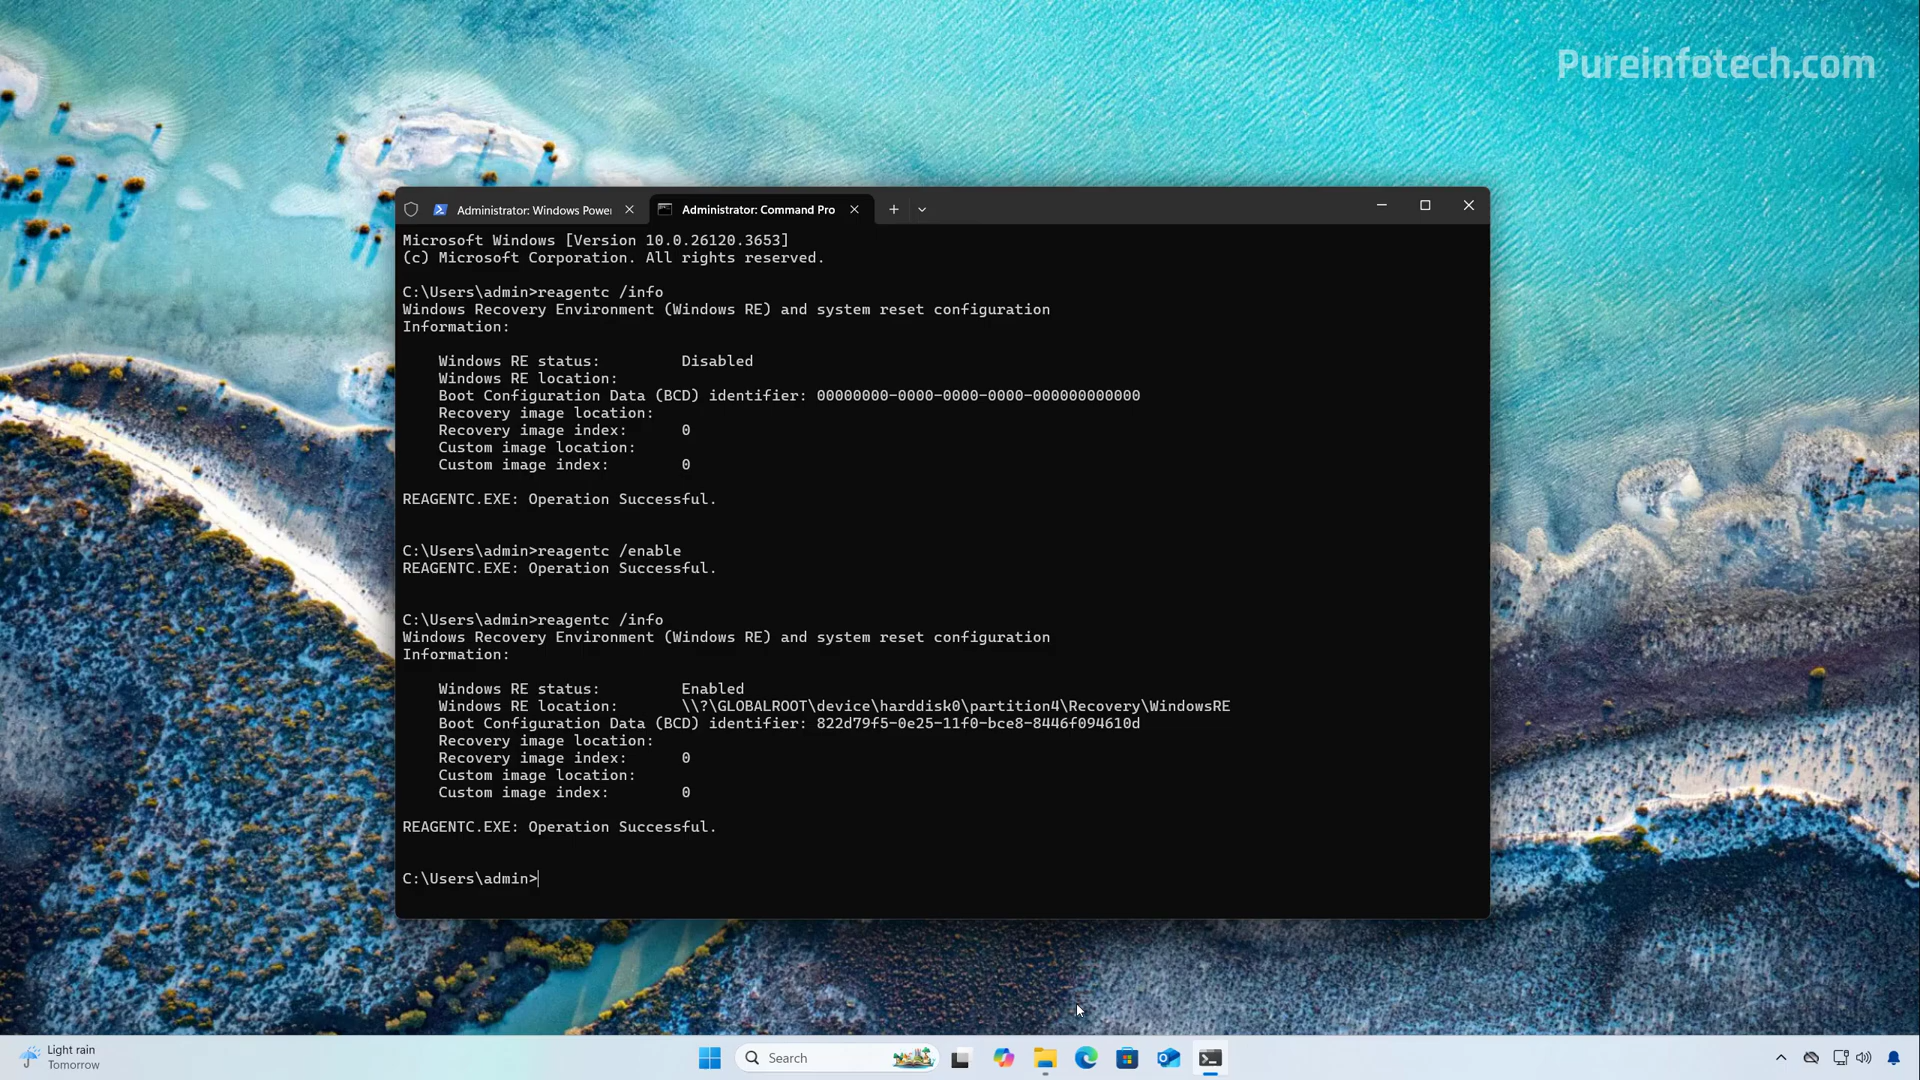 Pureinfotech.com
Administrator: Windows Power
Administrator: Command Pro
Microsoft Windows [Version 10.0.26120.3653]
(c) Microsoft Corporation. All rights reserved.
C:\Users\admin>reagentc /info
Windows Recovery Environment (Windows RE) and system reset configuration
Information:
Windows RE status: Disabled
Windows RE location:
Boot Configuration Data (BCD) identifier: 00000000-0000-0000-0000-000000000000
Recovery image location:
Recovery image index: 0
Custom image location:
Custom image index: 0
REAGENTC.EXE: Operation Successful.
C:\Users\admin>reagentc /enable
REAGENTC.EXE: Operation Successful.
C:\Users\admin>reagentc /info
Windows Recovery Environment (Windows RE) and system reset configuration
Information:
Windows RE status: Enabled
Windows RE location: \\?\GLOBALROOT\device\harddisk0\partition4\Recovery\WindowsRE
Boot Configuration Data (BCD) identifier: 822d79f5-0e25-11f0-bce8-8446f094610d
Recovery image location:
Recovery image index: 0
Custom image location:
Custom image index: 0
REAGENTC.EXE: Operation Successful.
C:\Users\admin>
Light rain
Tomorrow
Search